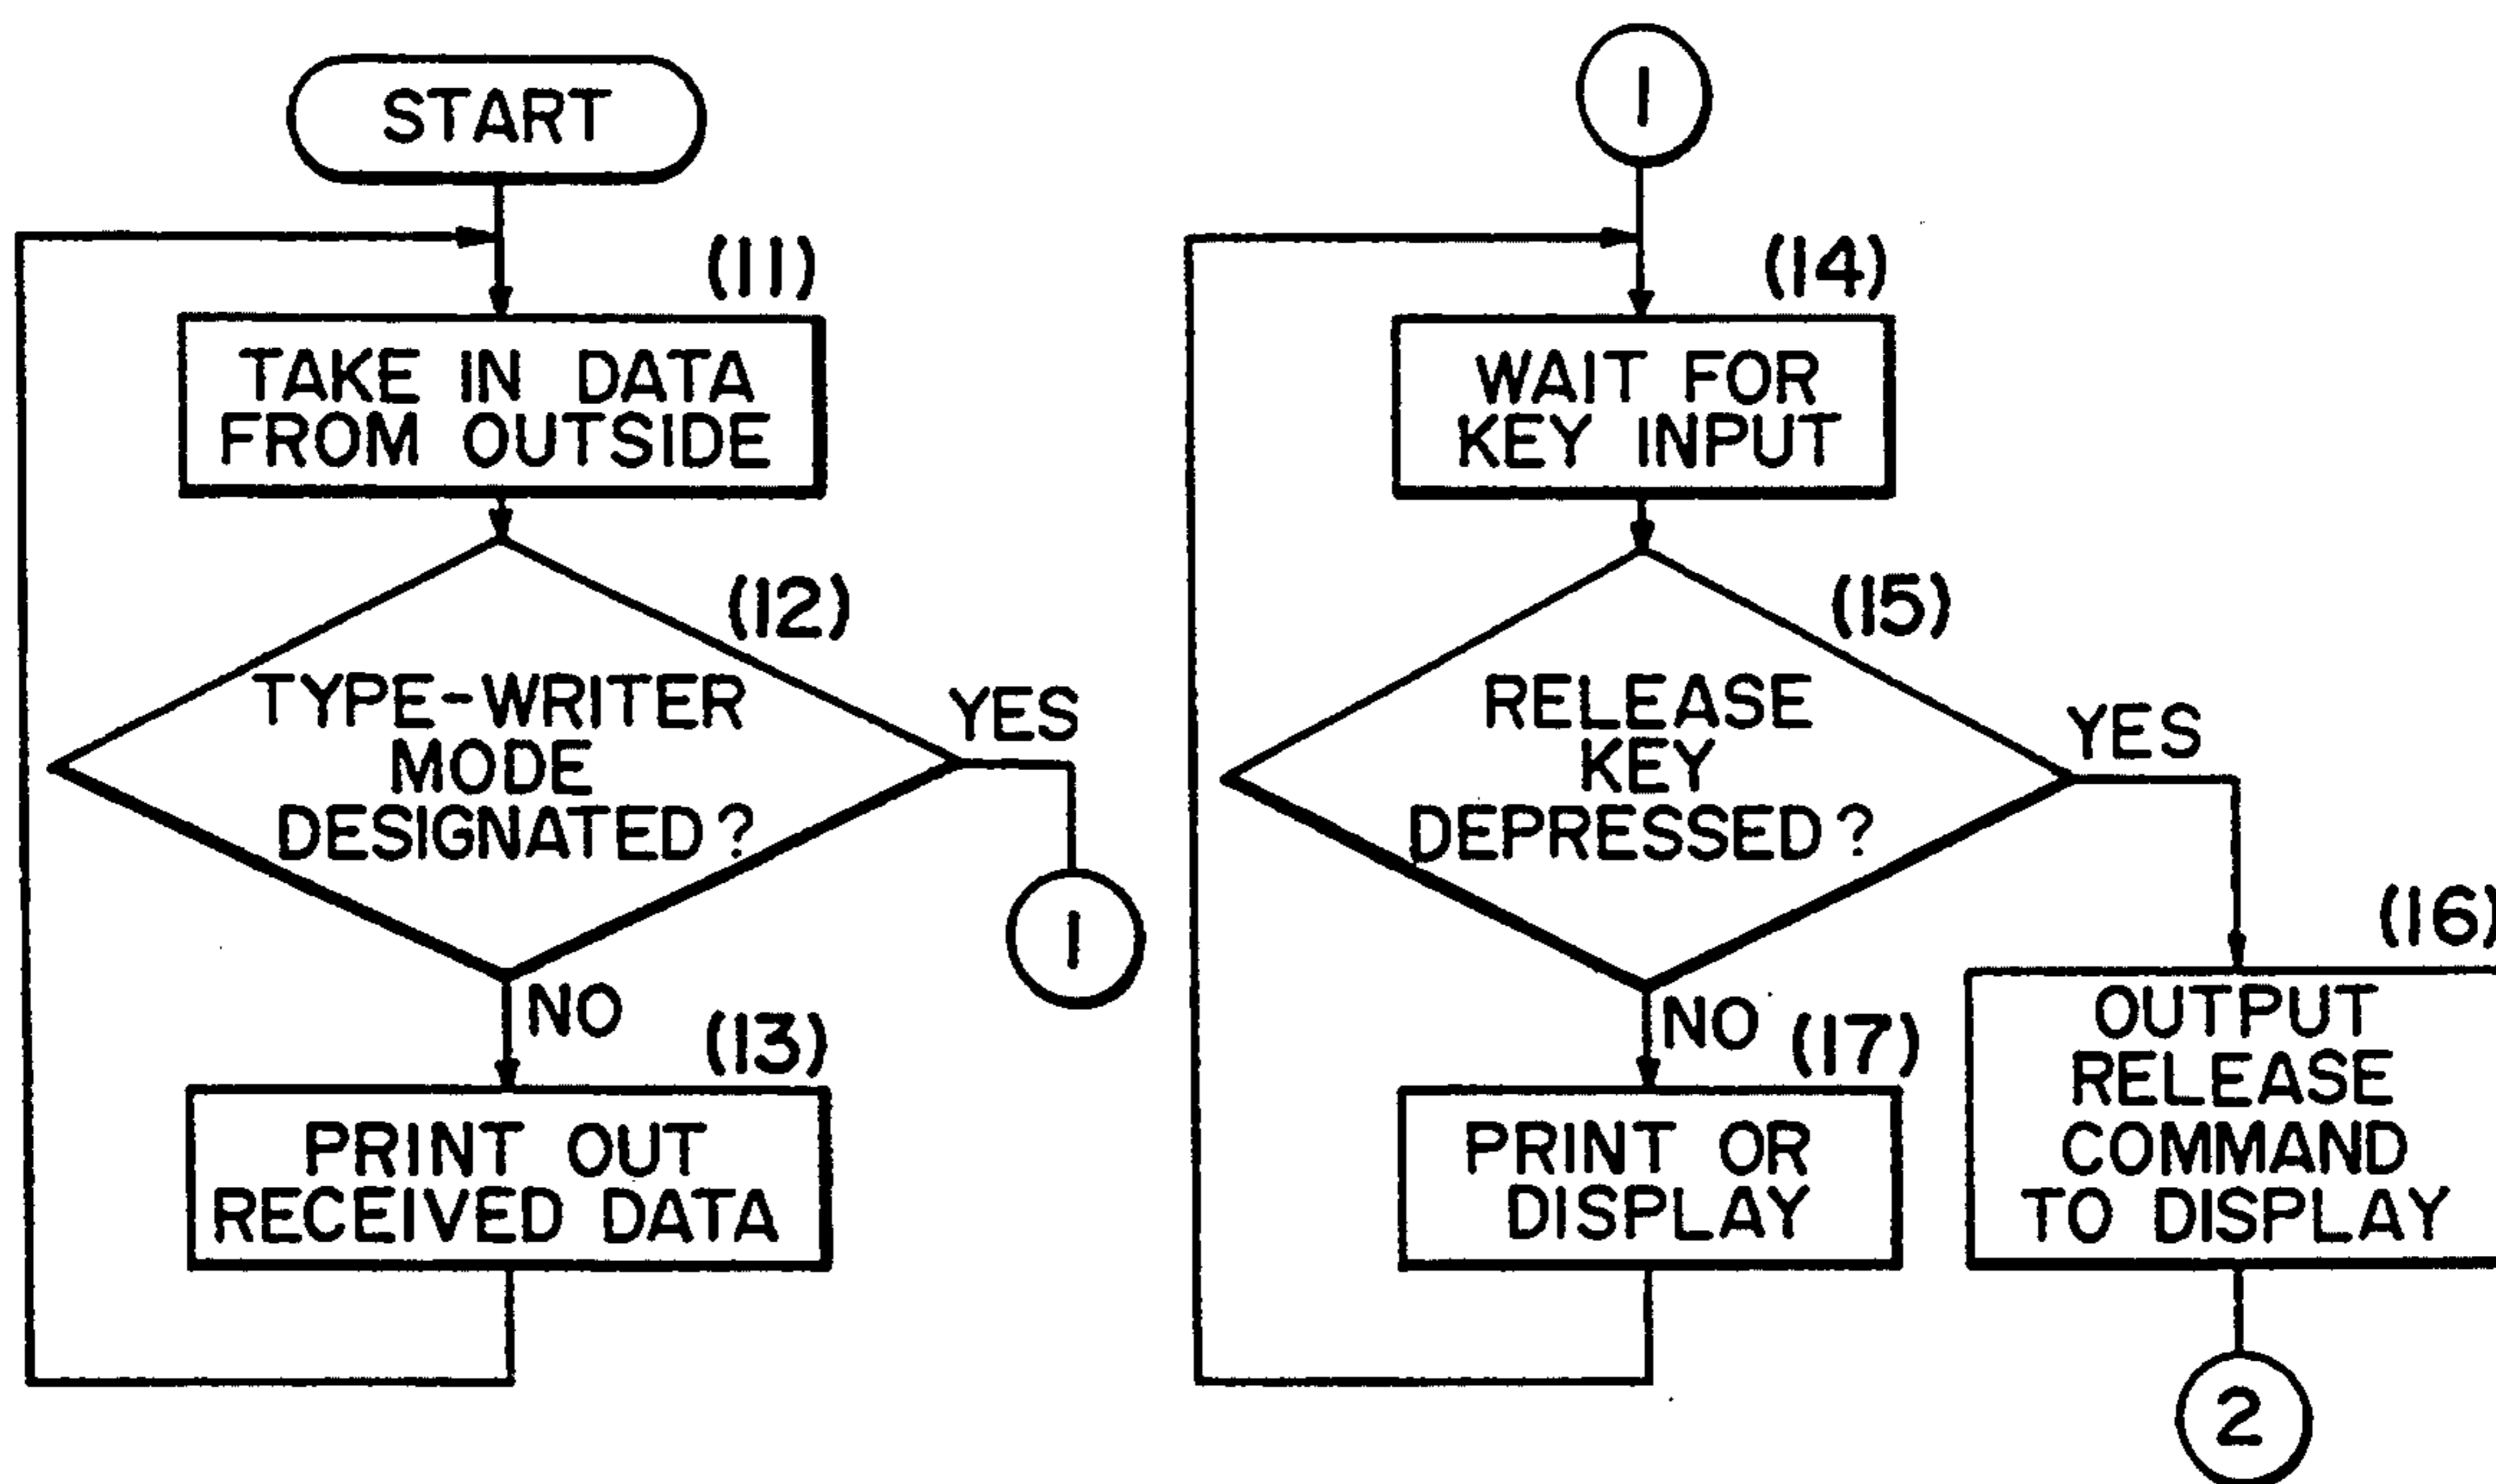 START
(11)
TAKE IN DATA
FROM OUTSIDE
(12)
TYPE-WRITER
MODE
DESIGNATED?
YES
1
NO
(13)
PRINT OUT
RECEIVED DATA
1
(14)
WAIT FOR
KEY INPUT
(15)
RELEASE
KEY
DEPRESSED?
YES
NO
(17)
PRINT OR
DISPLAY
(16)
OUTPUT
RELEASE
COMMAND
TO DISPLAY
2